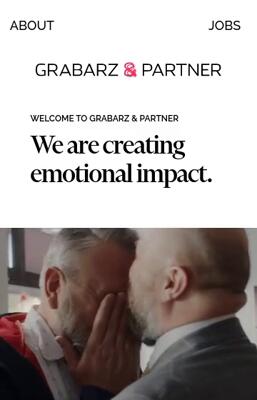 ABOUT JOBS
GRABARZ & PARTNER
WELCOME TO GRABARZ & PARTNER
We are creating
emotional impact.